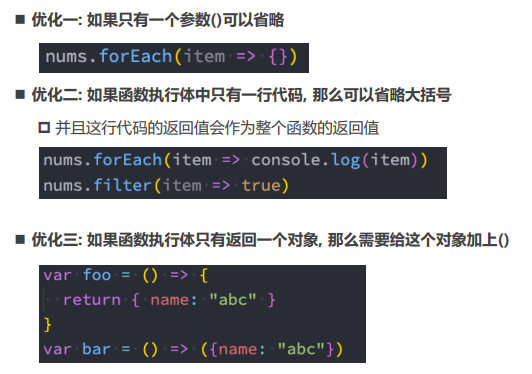 优化一: 如果只有一个参数()可以省略
nums.forEach(item => {})
优化二: 如果函数执行体中只有一行代码, 那么可以省略大括号
并且这行代码的返回值会作为整个函数的返回值
nums.forEach(item => console.log(item))
nums.filter(item => true)
优化三: 如果函数执行体只有返回一个对象, 那么需要给这个对象加上()
var foo = () => {
  return { name: "abc" }
}
var bar = () => ({name: "abc"})